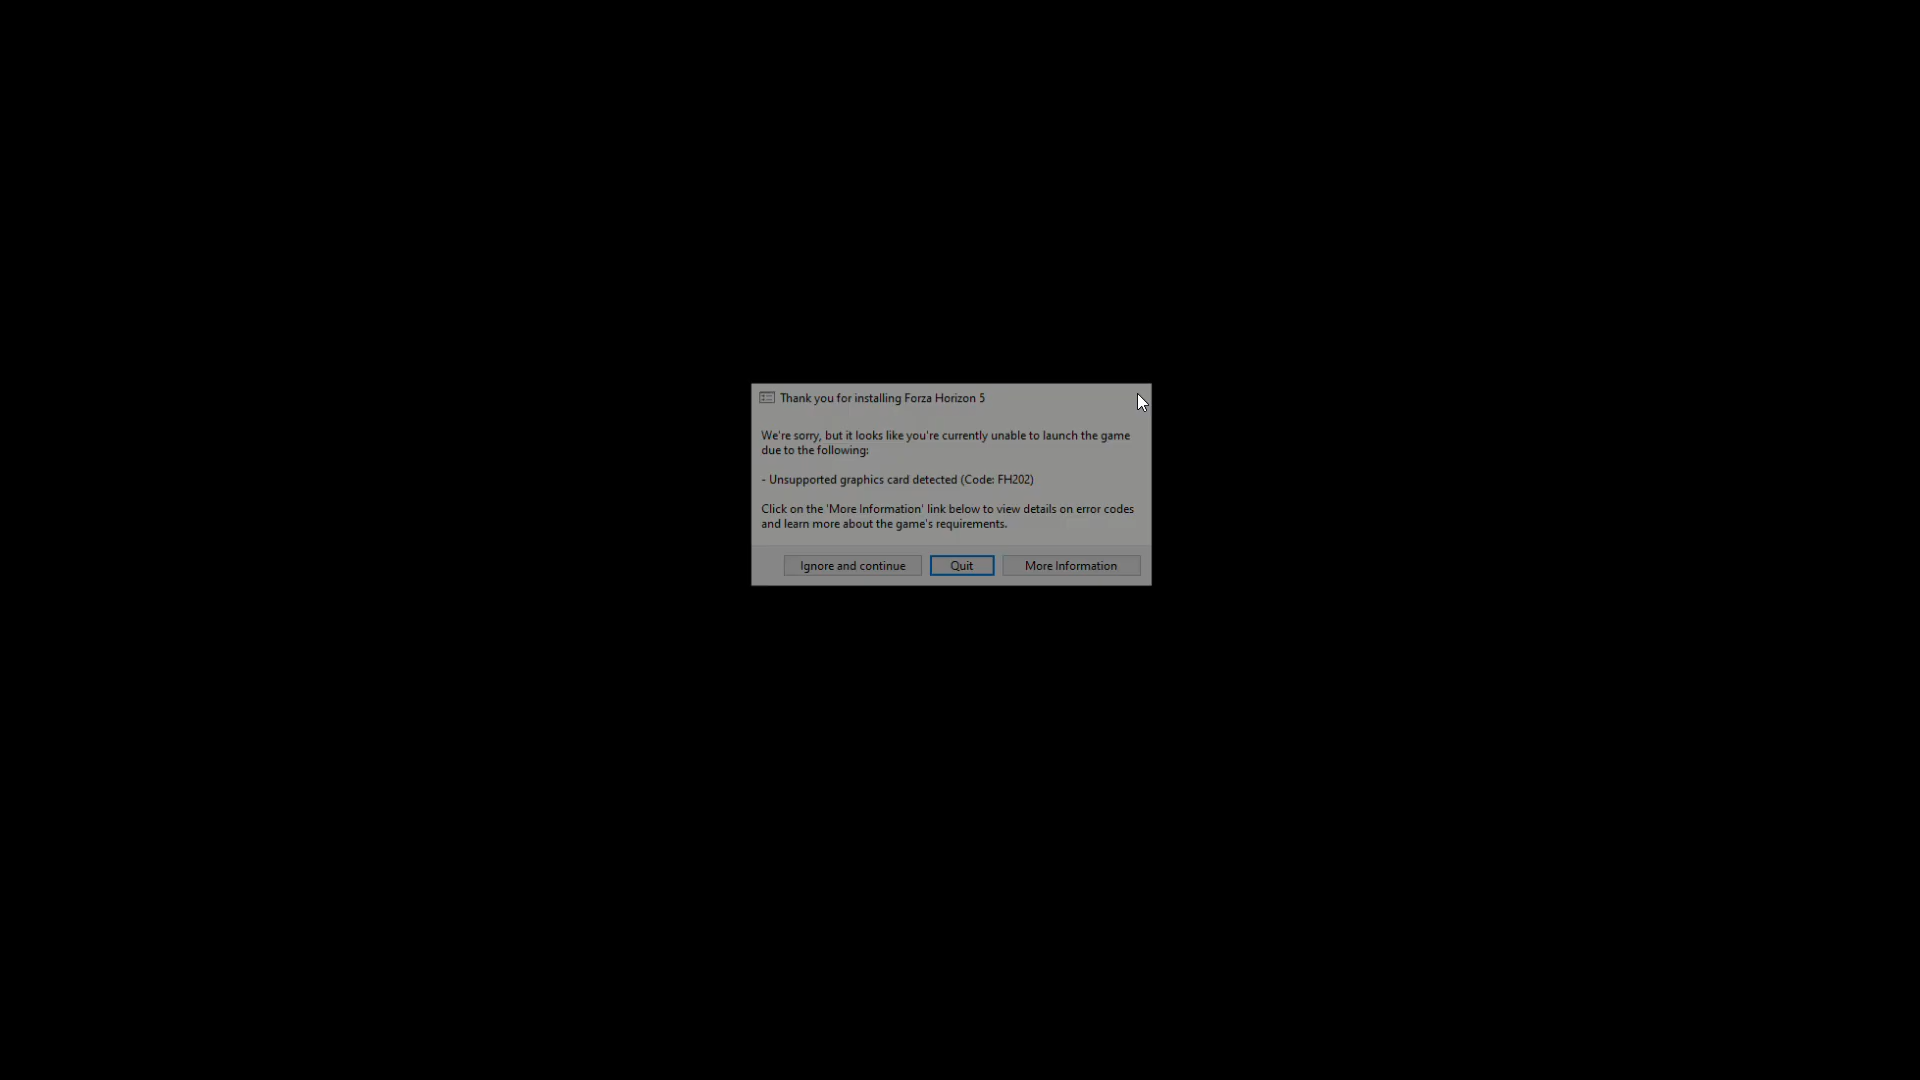 Thank you for installing Forza Horizon 5
We're sorry, but it looks like you're currently unable to launch the game
due to the following:
- Unsupported graphics card detected (Code: FH202)
Click on the 'More Information' link below to view details on error codes
and learn more about the game's requirements.
Ignore and continue
Quit
More Information